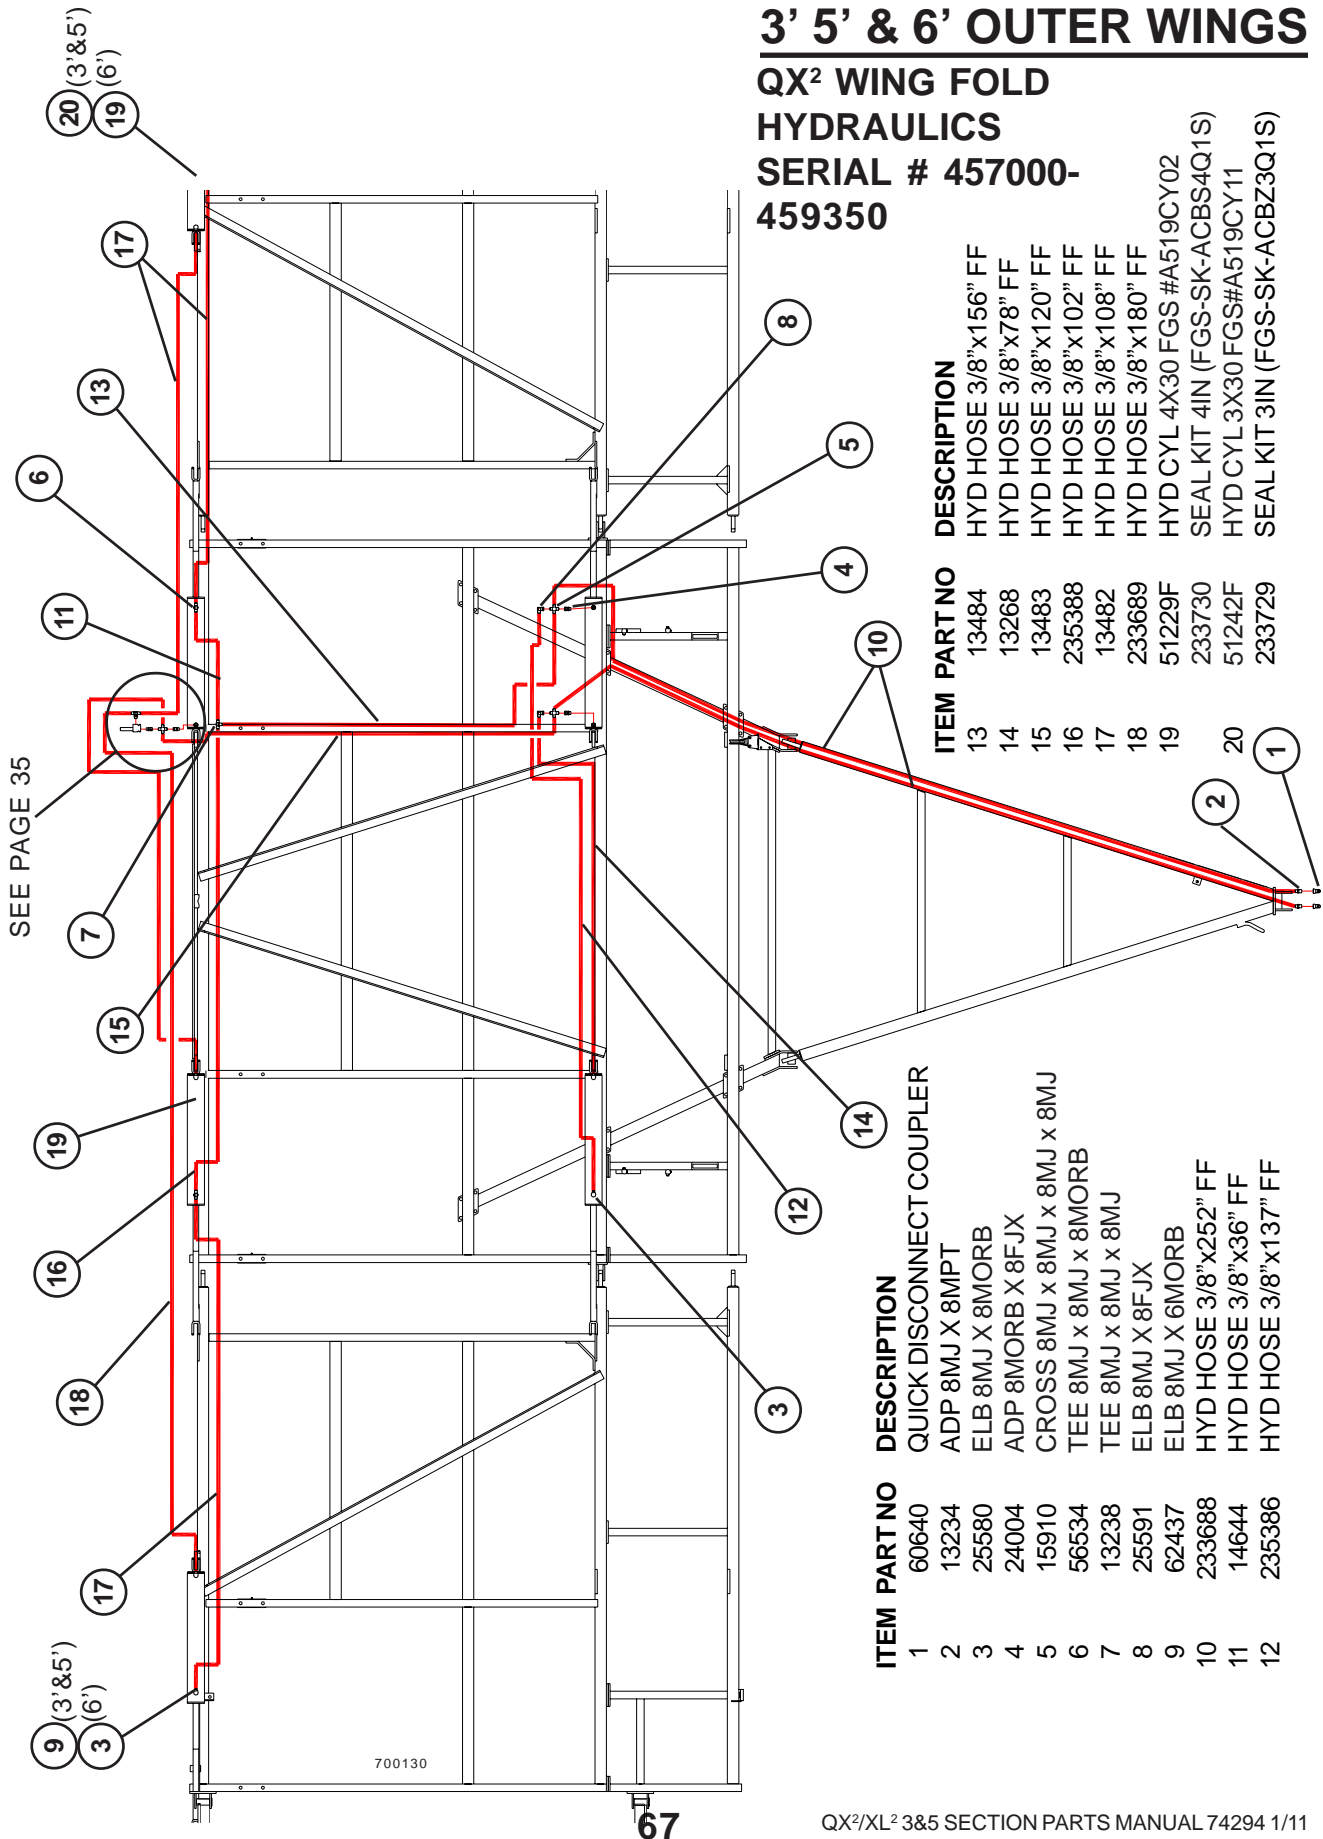 3’ 5’ & 6’ OUTER WINGS
QX² WING FOLD
HYDRAULICS
SERIAL # 457000-
459350
20 (3’&5’)
19 (6’)
17
13
6
11
SEE PAGE 35
7
15
19
16
18
17
9 (3’&5’)
3 (6’)
8
5
4
10
2
1
14
12
3
700130
ITEM PART NO DESCRIPTION
1 60640 QUICK DISCONNECT COUPLER
2 13234 ADP 8MJ X 8MPT
3 25580 ELB 8MJ X 8MORB
4 24004 ADP 8MORB X 8FJX
5 15910 CROSS 8MJ x 8MJ x 8MJ x 8MJ
6 56534 TEE 8MJ x 8MJ x 8MORB
7 13238 TEE 8MJ x 8MJ x 8MJ
8 25591 ELB 8MJ X 8FJX
9 62437 ELB 8MJ X 6MORB
10 233688 HYD HOSE 3/8”x252” FF
11 14644 HYD HOSE 3/8”x36” FF
12 235386 HYD HOSE 3/8”x137” FF
ITEM PART NO DESCRIPTION
13 13484 HYD HOSE 3/8”x156” FF
14 13268 HYD HOSE 3/8”x78” FF
15 13483 HYD HOSE 3/8”x120” FF
16 235388 HYD HOSE 3/8”x102” FF
17 13482 HYD HOSE 3/8”x108” FF
18 233689 HYD HOSE 3/8”x180” FF
19 51229F HYD CYL 4X30 FGS #A519CY02
233730 SEAL KIT 4IN (FGS-SK-ACBS4Q1S)
20 51242F HYD CYL 3X30 FGS#A519CY11
233729 SEAL KIT 3IN (FGS-SK-ACBZ3Q1S)
67
QX²/XL² 3&5 SECTION PARTS MANUAL 74294 1/11